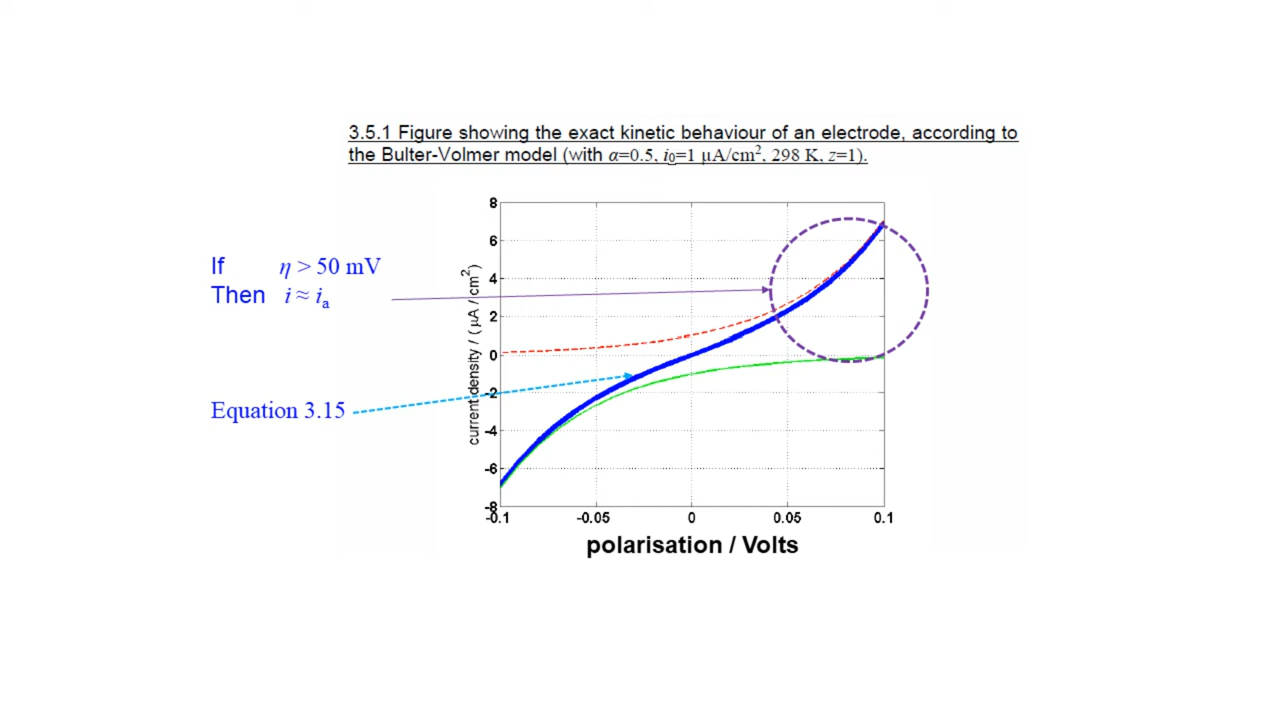 3.5.1 Figure showing the exact kinetic behaviour of an electrode, according to
the Bulter-Volmer model (with α=0.5, i₀=1 μA/cm², 298 K, z=1).
If η > 50 mV
Then i ≈ iₐ
Equation 3.15
current density / ( μA / cm²)
8
6
4
2
0
-2
-4
-6
-8
-0.1 -0.05 0 0.05 0.1
polarisation / Volts